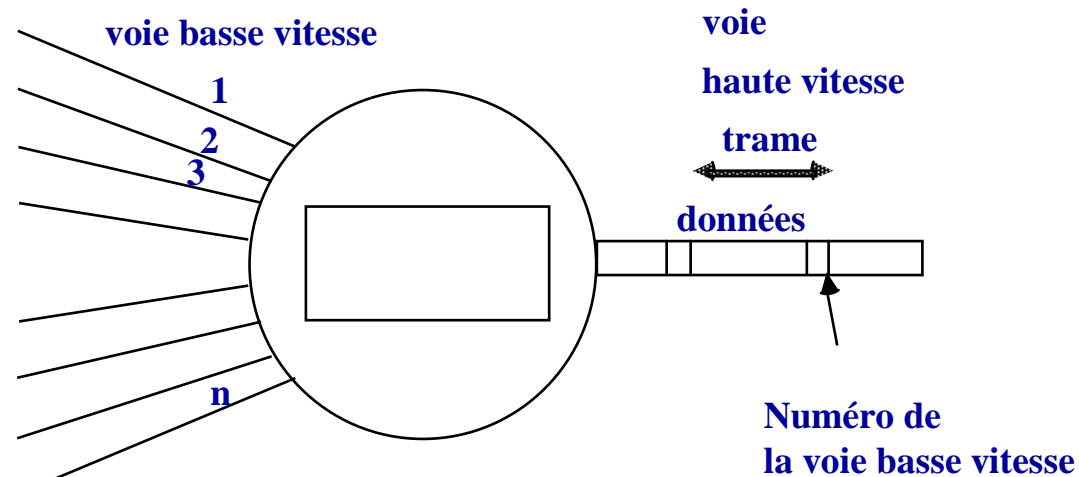 voie basse vitesse
1
2
3
n
voie
haute vitesse
trame
données
Numéro de
la voie basse vitesse